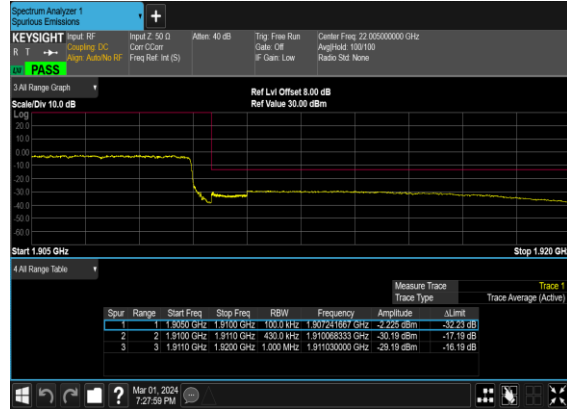 Spectrum Analyzer 1
Spurious Emissions
+
KEYSIGHT Input: RF Input Z: 50 Ω Atten: 40 dB Trig: Free Run Center Freq: 22.005000000 GHz
R T Coupling: DC Corr CCorr Gate: Off Avg|Hold: 100/100
Align: Auto/No RF Freq Ref: Int (S) IF Gain: Low Radio Std: None
PASS
3 All Range Graph
Ref Lvl Offset 8.00 dB
Scale/Div 10.0 dB Ref Value 30.00 dBm
Log
20.0
10.0
0.00
-10.0
-20.0
-30.0
-40.0
-50.0
-60.0
Start 1.905 GHz Stop 1.920 GHz
4 All Range Table
Measure Trace Trace 1
Trace Type Trace Average (Active)
Spur Range Start Freq Stop Freq RBW Frequency Amplitude ΔLimit
1 1 1.9050 GHz 1.9100 GHz 100.0 kHz 1.907241667 GHz -2.225 dBm -32.23 dB
2 2 1.9100 GHz 1.9110 GHz 430.0 kHz 1.910068333 GHz -30.19 dBm -17.19 dB
3 3 1.9110 GHz 1.9200 GHz 1.000 MHz 1.911030000 GHz -29.19 dBm -16.19 dB
? Mar 01, 2024
7:27:59 PM